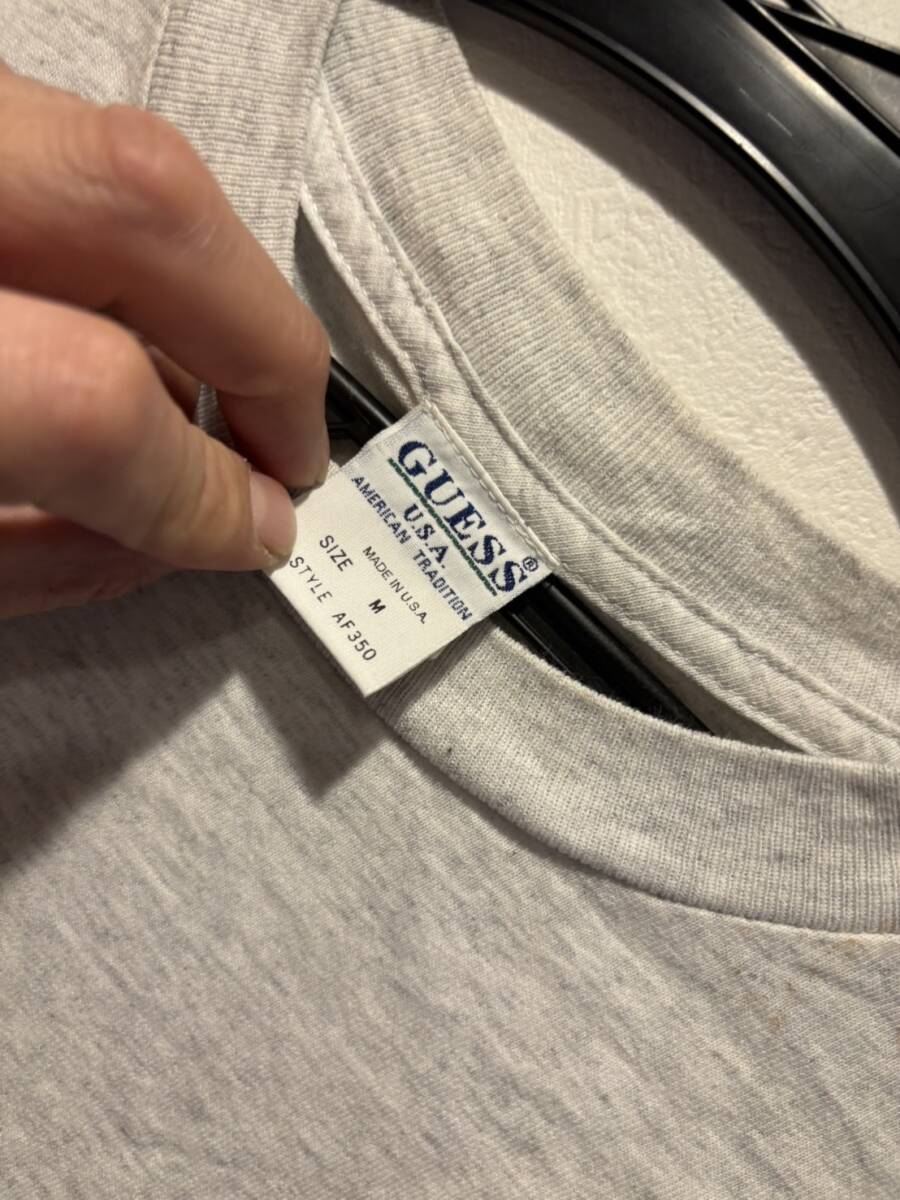 GUESS®
U.S.A.
AMERICAN TRADITION
MADE IN U.S.A.
SIZE M
STYLE AF350